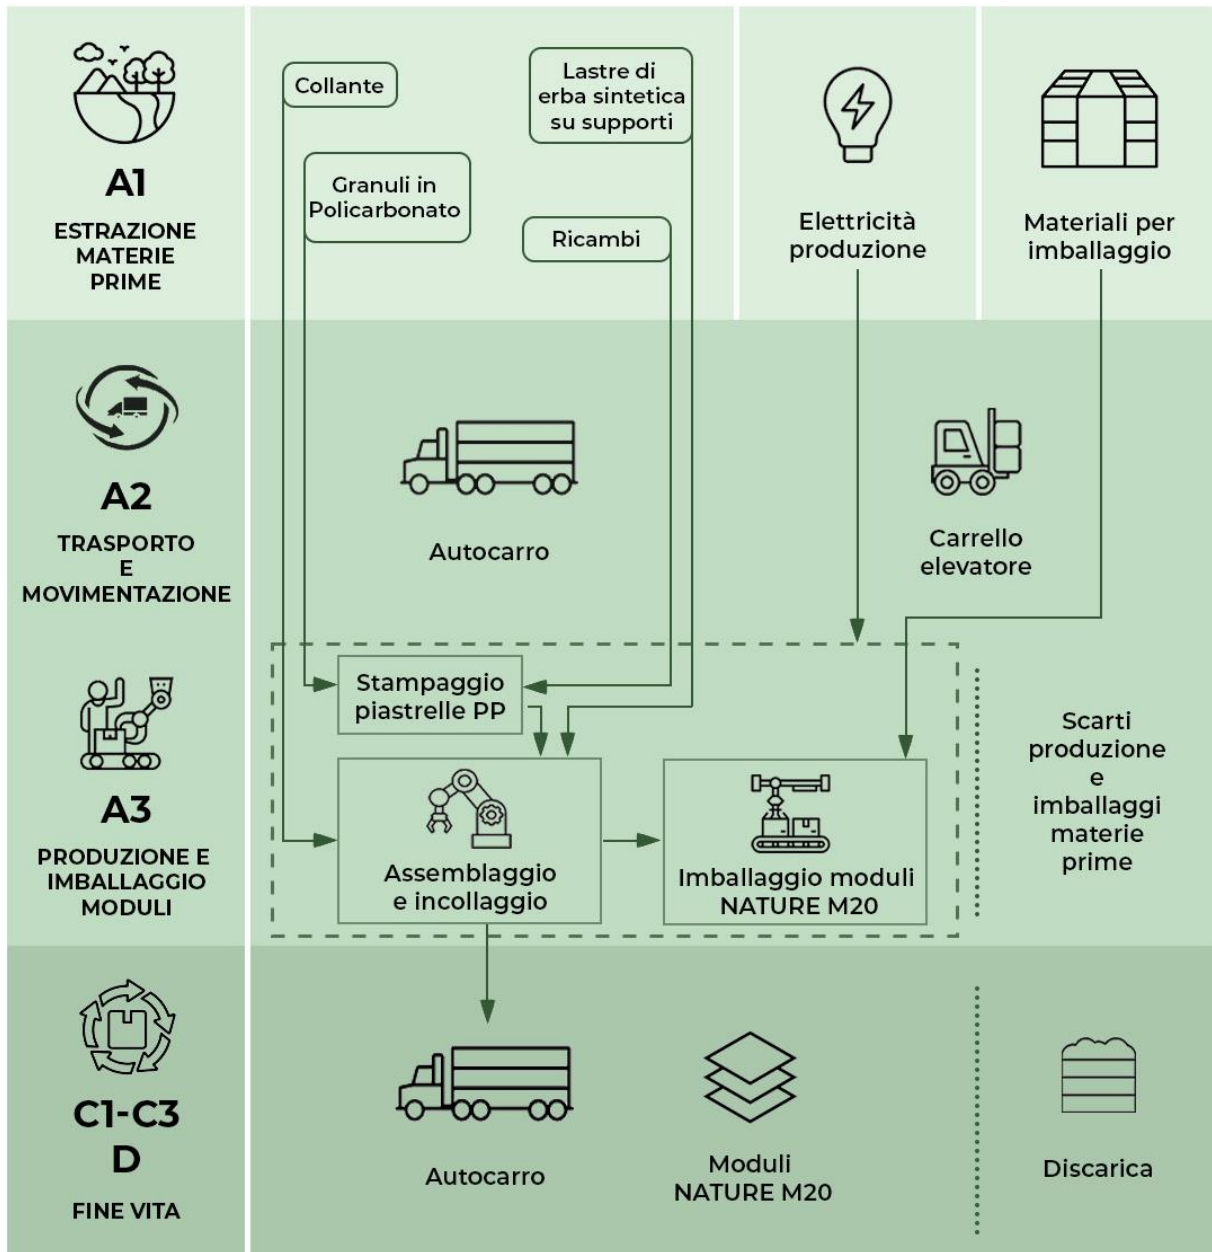 A1
ESTRAZIONE
MATERIE
PRIME
Collante
Granuli in
Policarbonato
Lastre di
erba sintetica
su supporti
Ricambi
Elettricità
produzione
Materiali per
imballaggio
A2
TRASPORTO
E
MOVIMENTAZIONE
Autocarro
Carrello
elevatore
A3
PRODUZIONE E
IMBALLAGGIO
MODULI
Stampaggio
piastrelle PP
Assemblaggio
e incollaggio
Imballaggio moduli
NATURE M20
Scarti
produzione
e
imballaggi
materie
prime
C1-C3
D
FINE VITA
Autocarro
Moduli
NATURE M20
Discarica